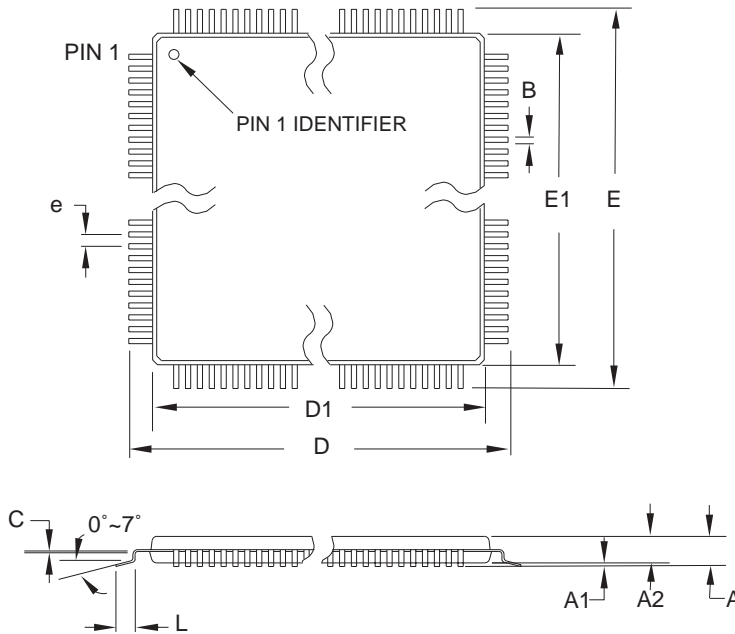 PIN 1
PIN 1 IDENTIFIER
B
e
E1
E
D1
D
C
0°~7°
L
A1
A2
A